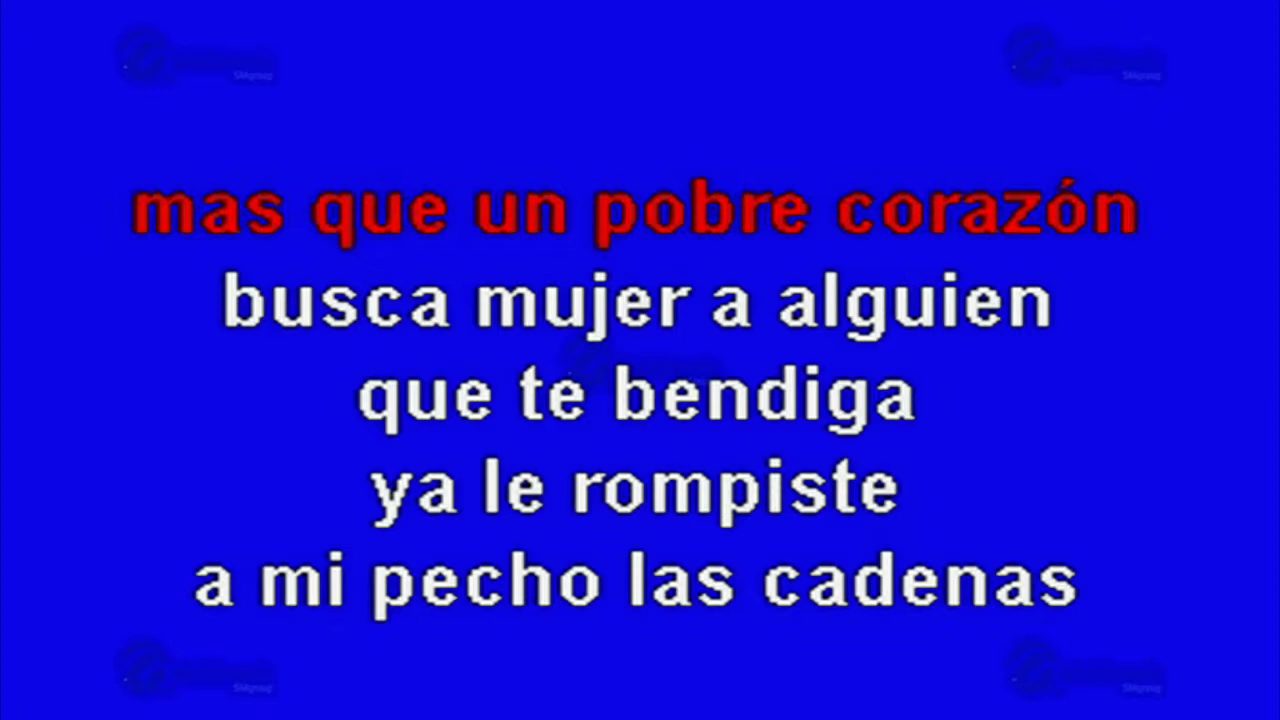 mas que un pobre corazón
busca mujer a alguien
que te bendiga
ya le rompiste
a mi pecho las cadenas